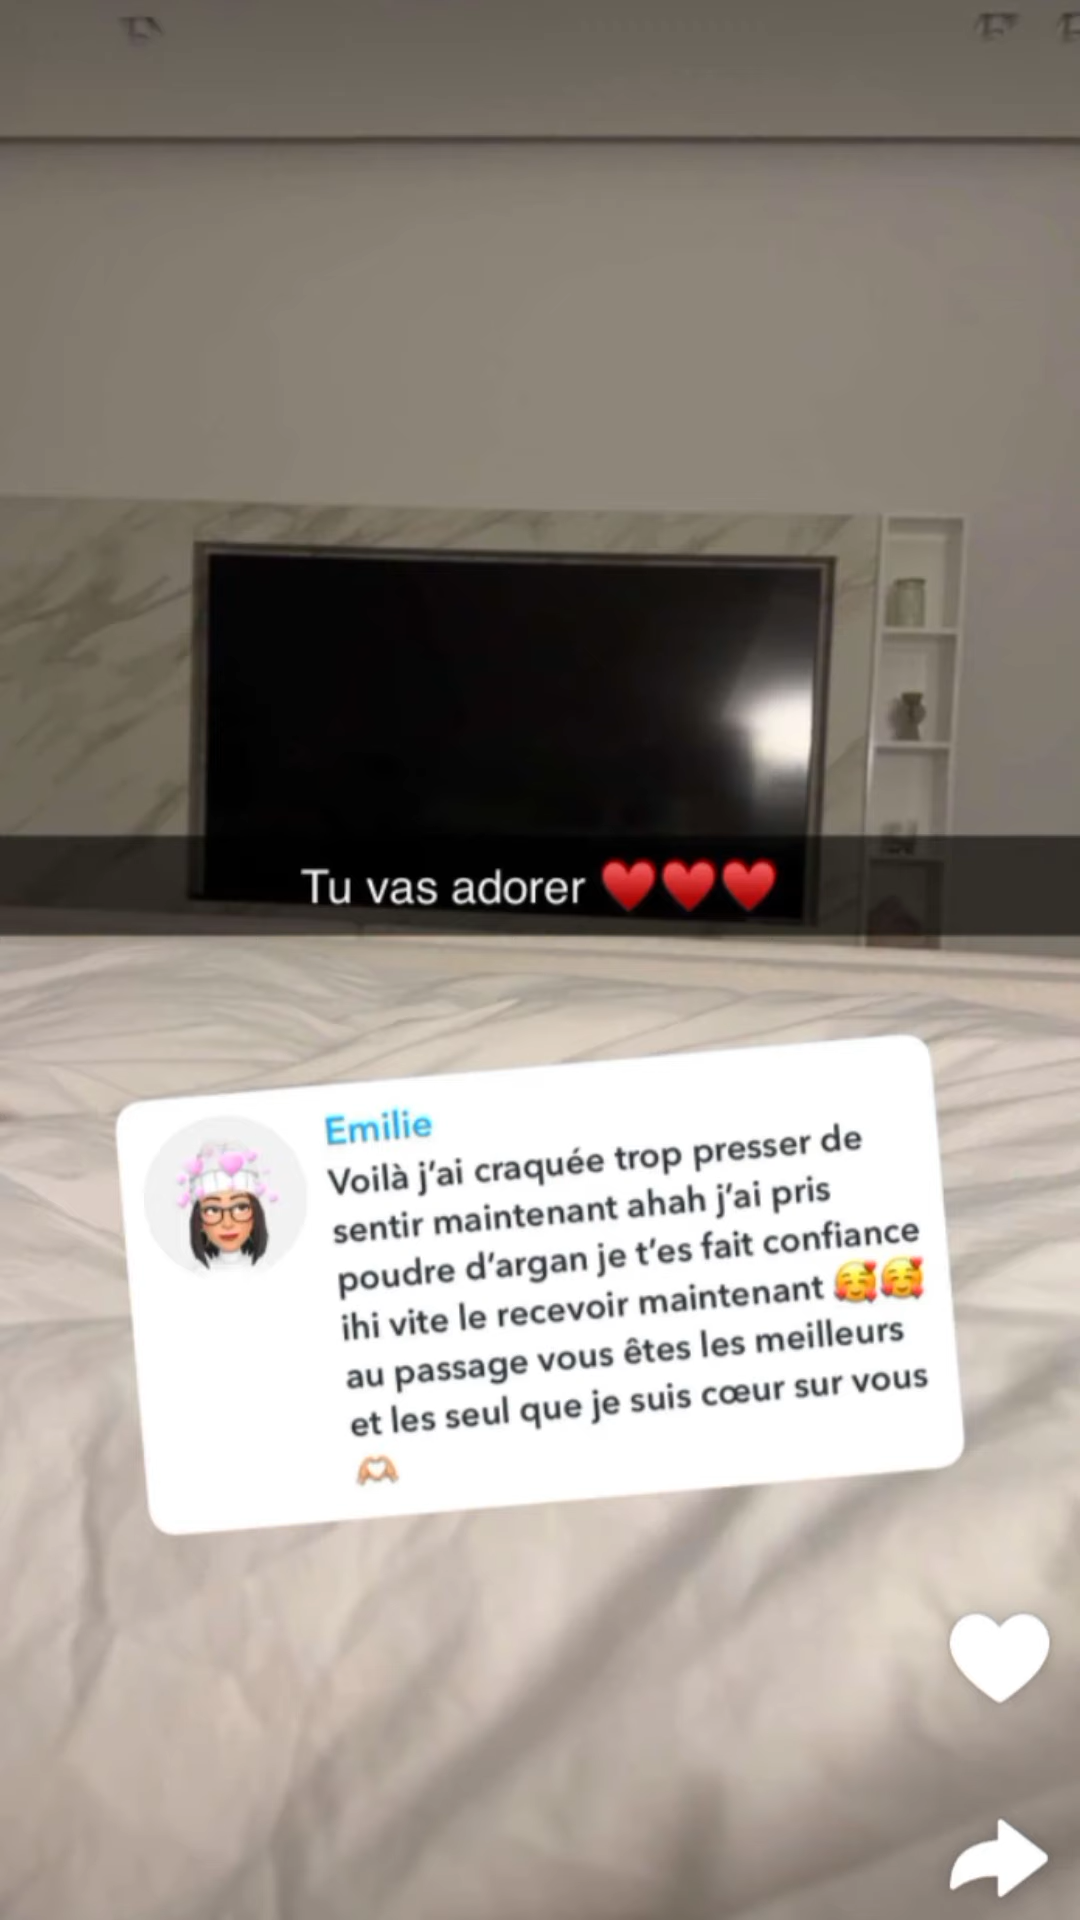 Tu vas adorer ❤️❤️❤️
Emilie
Voilà j'ai craquée trop presser de
sentir maintenant ahah j'ai pris
poudre d'argan je t'es fait confiance
ihi vite le recevoir maintenant 🥰🥰
au passage vous êtes les meilleurs
et les seul que je suis cœur sur vous
🫶🏼